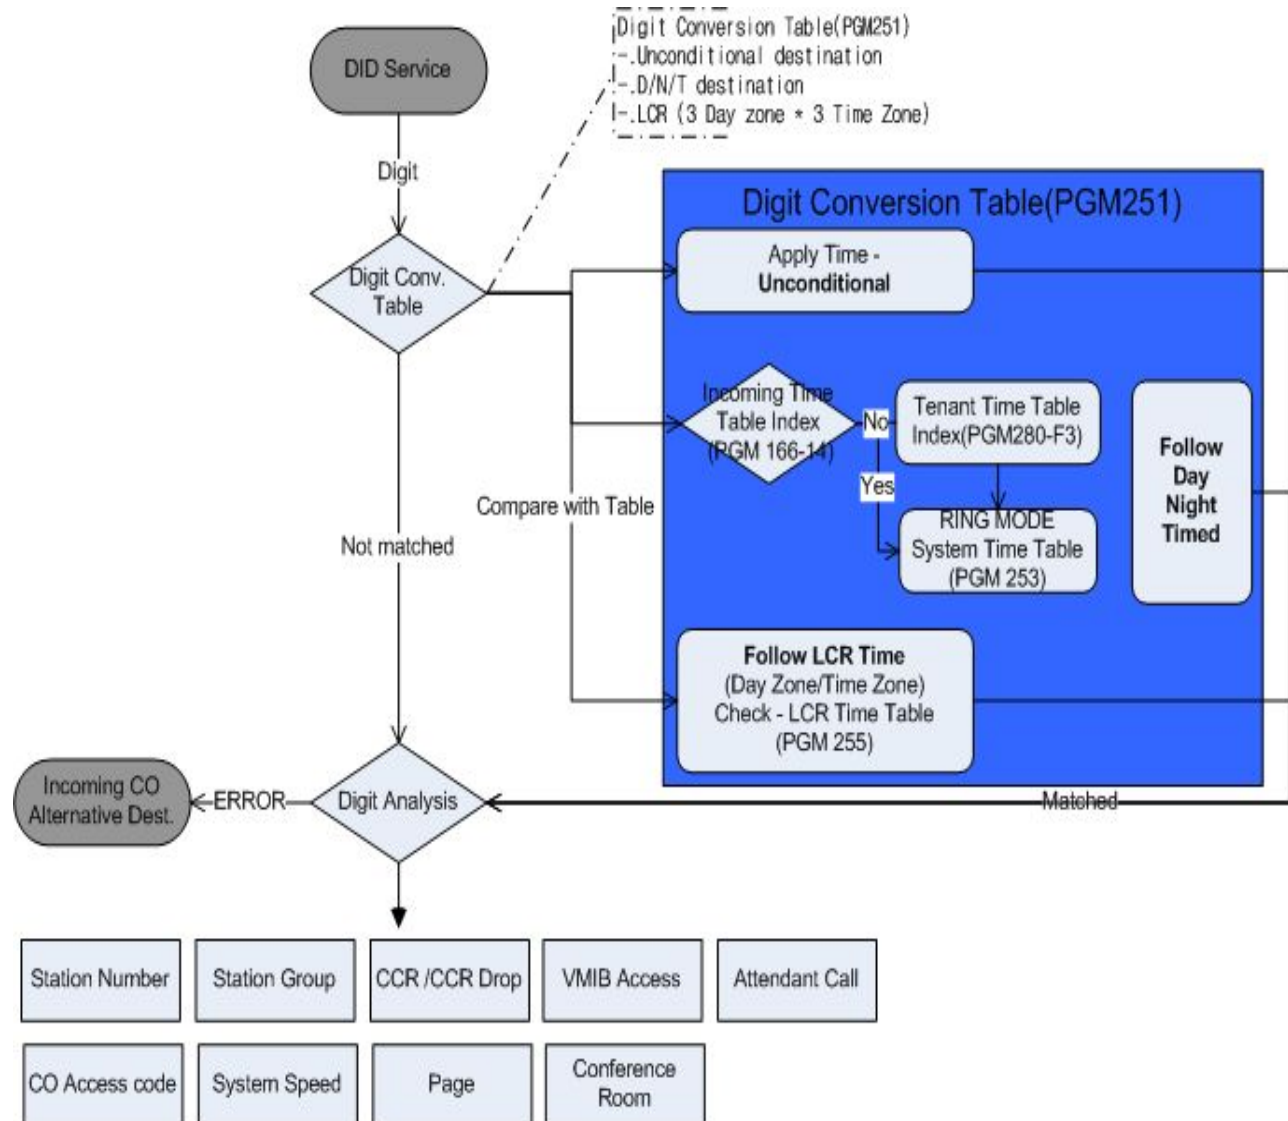 Digit Conversion Table(PGM251)
-.Unconditional destination
-.D/N/T destination
-.LCR (3 Day zone * 3 Time Zone)
DID Service
Digit
Digit Conv.
Table
Digit Conversion Table(PGM251)
Apply Time -
Unconditional
Incoming Time
Table Index
(PGM 166-14)
No
Yes
Tenant Time Table
Index(PGM280-F3)
RING MODE
System Time Table
(PGM 253)
Follow
Day
Night
Timed
Compare with Table
Not matched
Follow LCR Time
(Day Zone/Time Zone)
Check - LCR Time Table
(PGM 255)
Incoming CO
Alternative Dest.
ERROR
Digit Analysis
Matched
Station Number
Station Group
CCR /CCR Drop
VMIB Access
Attendant Call
CO Access code
System Speed
Page
Conference
Room